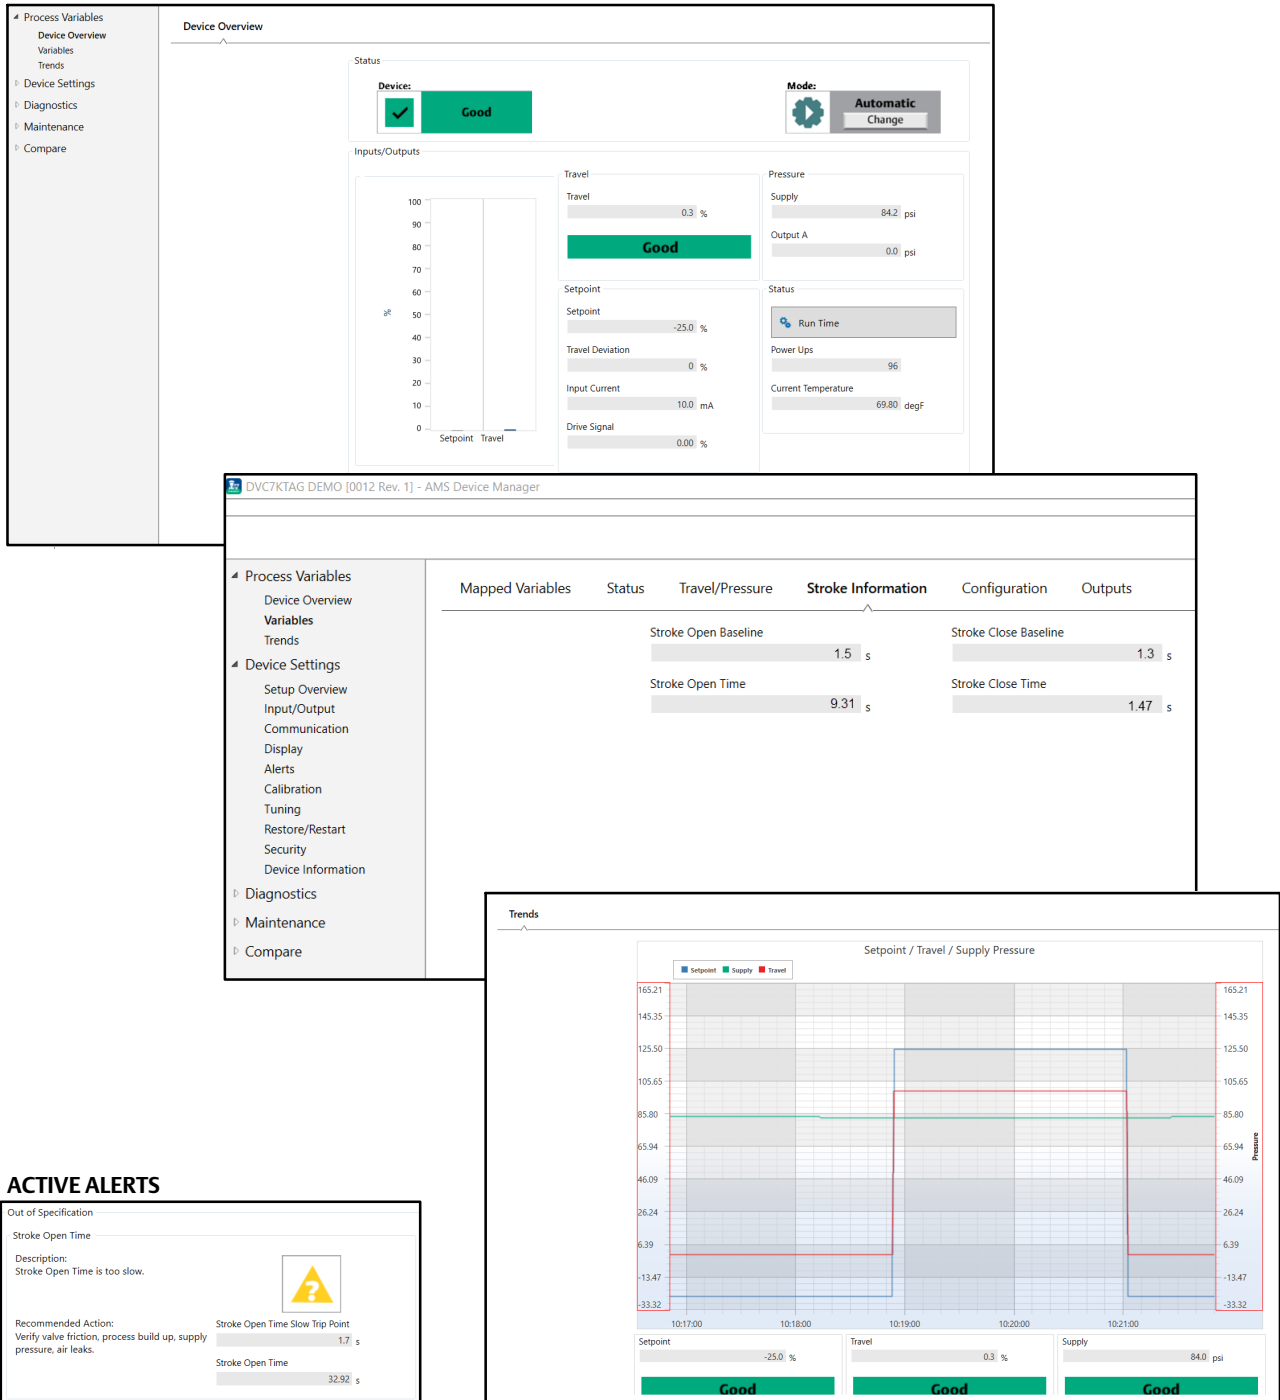 Process Variables
Device Overview
Variables
Trends
Device Settings
Diagnostics
Maintenance
Compare
Device Overview
Status
Device:
Good
Mode:
Automatic
Change
Inputs/Outputs
100
90
80
70
60
50
40
30
20
10
0
%
Setpoint Travel
Travel
Travel
0.3 %
Good
Pressure
Supply
84.2 psi
Output A
0.0 psi
Setpoint
Setpoint
-25.0 %
Travel Deviation
0 %
Input Current
10.0 mA
Drive Signal
0.00 %
Status
Run Time
Power Ups
96
Current Temperature
69.80 degF
DVC7KTAG DEMO [0012 Rev. 1] - AMS Device Manager
Process Variables
Device Overview
Variables
Trends
Device Settings
Setup Overview
Input/Output
Communication
Display
Alerts
Calibration
Tuning
Restore/Restart
Security
Device Information
Diagnostics
Maintenance
Compare
Mapped Variables Status Travel/Pressure Stroke Information Configuration Outputs
Stroke Open Baseline
1.5 s
Stroke Close Baseline
1.3 s
Stroke Open Time
9.31 s
Stroke Close Time
1.47 s
Trends
Setpoint / Travel / Supply Pressure
Setpoint Supply Travel
165.21 165.21
145.35 145.35
125.50 125.50
105.65 105.65
85.80 85.80
65.94 65.94
46.09 46.09
26.24 26.24
6.39 6.39
-13.47 -13.47
-33.32 -33.32
Pressure
10:17:00 10:18:00 10:19:00 10:20:00 10:21:00
Setpoint
-25.0 %
Good
Travel
0.3 %
Good
Supply
84.0 psi
Good
ACTIVE ALERTS
Out of Specification
Stroke Open Time
Description:
Stroke Open Time is too slow.
?
Recommended Action:
Verify valve friction, process build up, supply
pressure, air leaks.
Stroke Open Time Slow Trip Point
1.7 s
Stroke Open Time
32.92 s